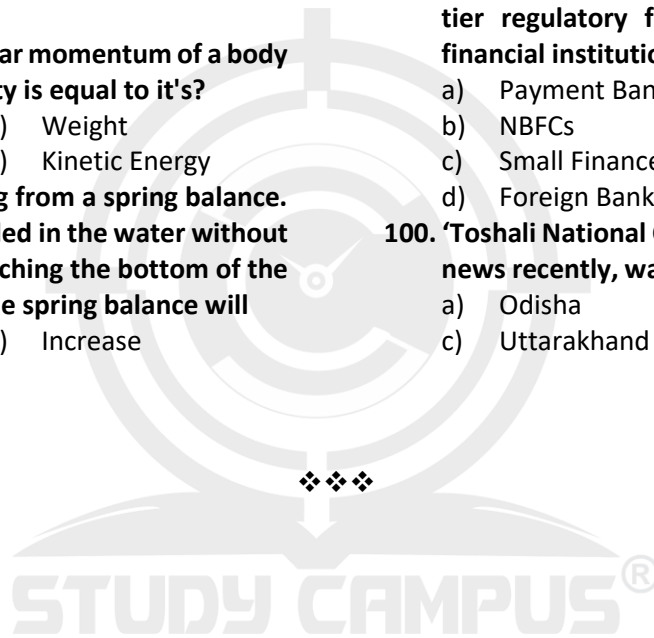 ar momentum of a body
ty is equal to it's?
) Weight
) Kinetic Energy
g from a spring balance.
led in the water without
ching the bottom of the
e spring balance will
) Increase
tier regulatory f
financial institutio
a) Payment Ban
b) NBFCs
c) Small Finance
d) Foreign Bank
100. ‘Toshali National
news recently, wa
a) Odisha
c) Uttarakhand
❖❖❖
STUDY CAMPUS®